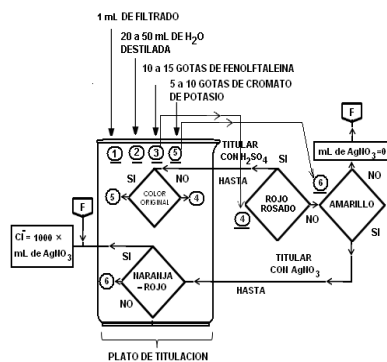 1 mL DE FILTRADO
20 a 50 mL DE H2O
DESTILADA
10 a 15 GOTAS DE FENOLFTALEINA
5 a 10 GOTAS DE CROMATO
DE POTASIO
1
2
3
5
TITULAR
CON H2SO4
HASTA
SI
NO
COLOR
ORIGINAL
5
4
4
ROJO
ROSADO
SI
NO
6
F
mL DE AgNO3=0
NO
AMARILLO
SI
F
Cl- = 1000 ×
mL DE AgNO3
SI
NARANJA
-ROJO
6
NO
TITULAR
CON AgNO3
HASTA
PLATO DE TITULACION